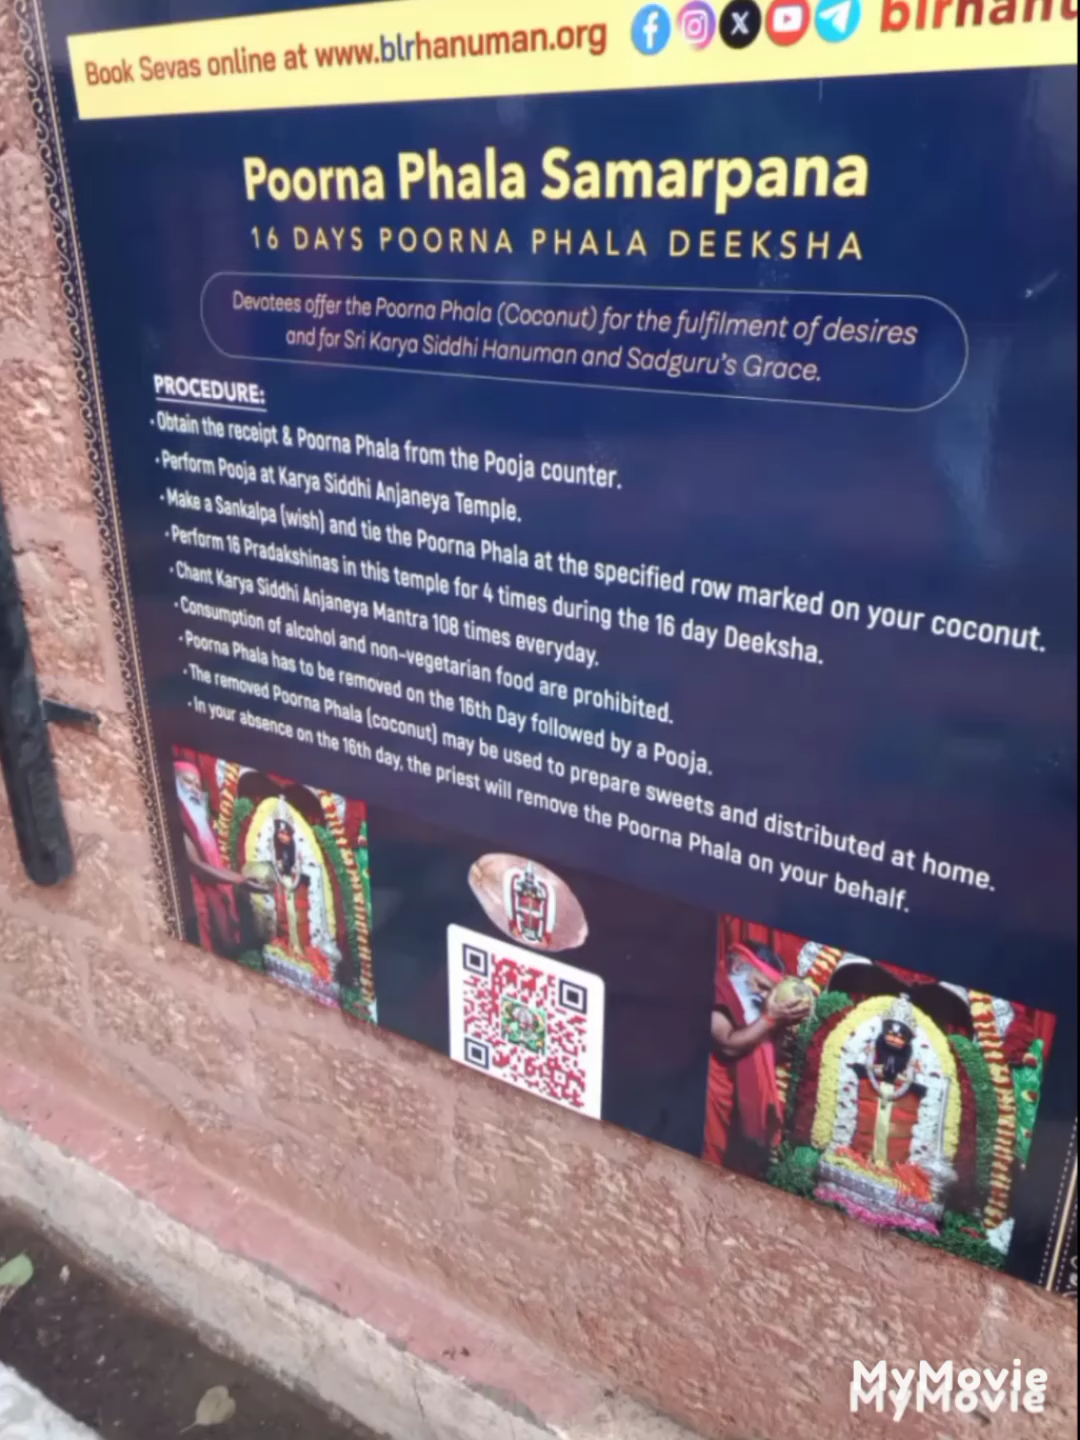 Book Sevas online at www.blrhanuman.org
Poorna Phala Samarpana
16 DAYS POORNA PHALA DEEKSHA
Devotees offer the Poorna Phala (Coconut) for the fulfilment of desires
and for Sri Karya Siddhi Hanuman and Sadguru's Grace.
PROCEDURE:
• Obtain the receipt & Poorna Phala from the Pooja counter.
• Perform Pooja at Karya Siddhi Anjaneya Temple.
• Make a Sankalpa (wish) and tie the Poorna Phala at the specified row marked on your coconut.
• Perform 16 Pradakshinas in this temple for 4 times during the 16 day Deeksha.
• Chant Karya Siddhi Anjaneya Mantra 108 times everyday.
• Consumption of alcohol and non-vegetarian food are prohibited.
• Poorna Phala has to be removed on the 16th Day followed by a Pooja.
• The removed Poorna Phala (coconut) may be used to prepare sweets and distributed at home.
• In your absence on the 16th day, the priest will remove the Poorna Phala on your behalf.
MyMovie
MyMovie